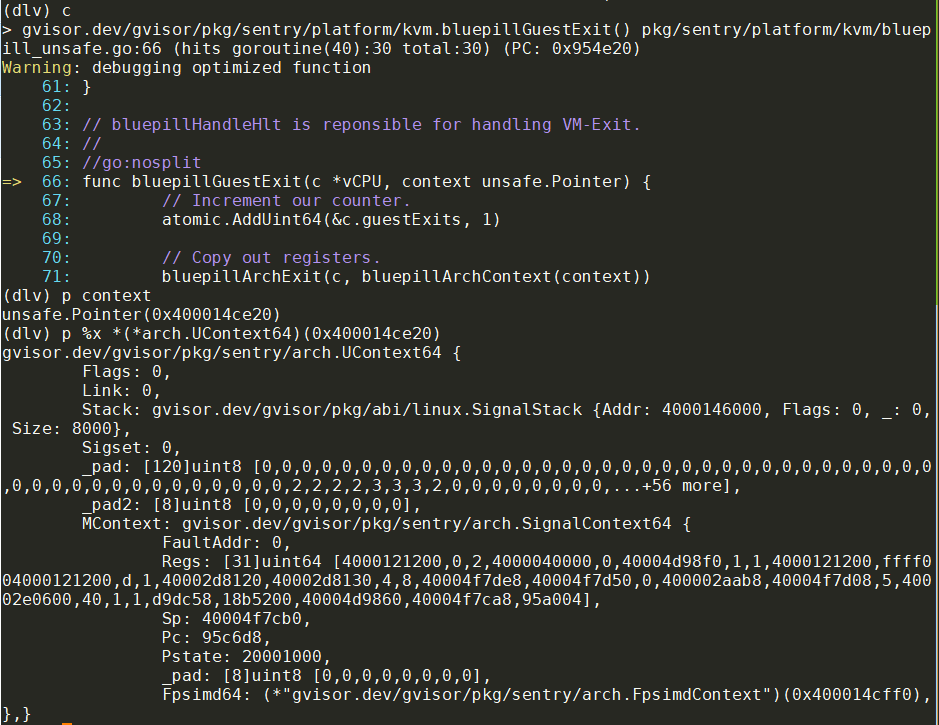 (dlv) c
> gvisor.dev/gvisor/pkg/sentry/platform/kvm.bluepillGuestExit() pkg/sentry/platform/kvm/bluep
ill_unsafe.go:66 (hits goroutine(40):30 total:30) (PC: 0x954e20)
Warning: debugging optimized function
    61: }
    62:
    63: // bluepillHandleHlt is reponsible for handling VM-Exit.
    64: //
    65: //go:nosplit
=>  66: func bluepillGuestExit(c *vCPU, context unsafe.Pointer) {
    67:         // Increment our counter.
    68:         atomic.AddUint64(&c.guestExits, 1)
    69:
    70:         // Copy out registers.
    71:         bluepillArchExit(c, bluepillArchContext(context))
(dlv) p context
unsafe.Pointer(0x400014ce20)
(dlv) p %x *(*arch.UContext64)(0x400014ce20)
gvisor.dev/gvisor/pkg/sentry/arch.UContext64 {
        Flags: 0,
        Link: 0,
        Stack: gvisor.dev/gvisor/pkg/abi/linux.SignalStack {Addr: 4000146000, Flags: 0, _: 0,
 Size: 8000},
        Sigset: 0,
        _pad: [120]uint8 [0,0,0,0,0,0,0,0,0,0,0,0,0,0,0,0,0,0,0,0,0,0,0,0,0,0,0,0,0,0,0,0,0,0
,0,0,0,0,0,0,0,0,0,0,0,0,0,0,2,2,2,2,3,3,3,2,0,0,0,0,0,0,0,0,...+56 more],
        _pad2: [8]uint8 [0,0,0,0,0,0,0,0],
        MContext: gvisor.dev/gvisor/pkg/sentry/arch.SignalContext64 {
                FaultAddr: 0,
                Regs: [31]uint64 [4000121200,0,2,4000040000,0,40004d98f0,1,1,4000121200,ffff0
04000121200,d,1,40002d8120,40002d8130,4,8,40004f7de8,40004f7d50,0,400002aab8,40004f7d08,5,400
02e0600,40,1,1,d9dc58,18b5200,40004d9860,40004f7ca8,95a004],
                Sp: 40004f7cb0,
                Pc: 95c6d8,
                Pstate: 20001000,
                _pad: [8]uint8 [0,0,0,0,0,0,0,0],
                Fpsimd64: (*"gvisor.dev/gvisor/pkg/sentry/arch.FpsimdContext")(0x400014cff0),
},}